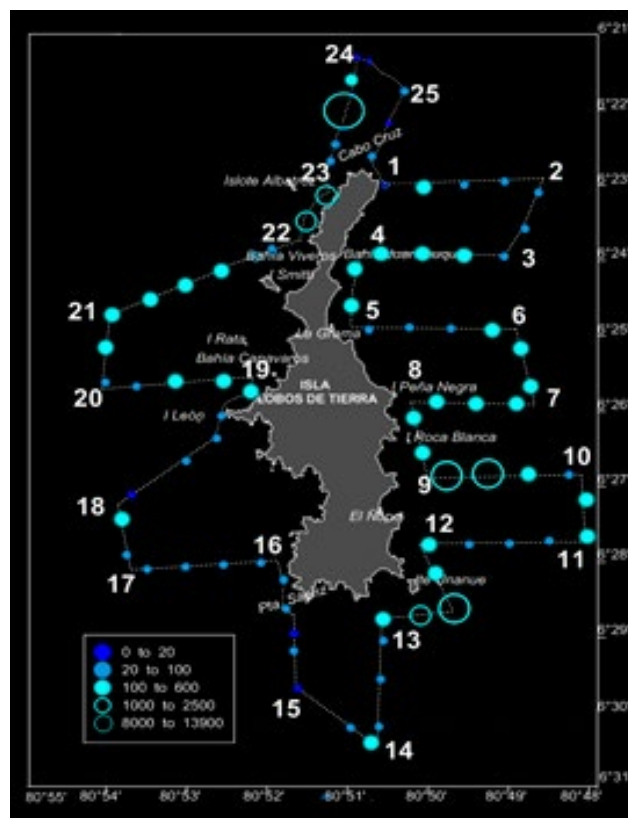 6°21'
24
25
6°22'
Cabo Cruz
23
1
2
6°23'
Islote Albatros
22
4
3
6°24'
Bahia Viveros
I Smith
21
5
6
6°25'
I Rata
La Grama
Bahia Caravaros
20
19
ISLA
LOBOS DE TIERRA
8
I Peña Negra
7
6°26'
I León
I Roca Blanca
9
10
6°27'
18
El Ñopo
12
11
6°28'
17
16
13
6°29'
15
14
6°30'
0 to 20
20 to 100
100 to 600
1000 to 2500
8000 to 13900
6°31'
80°55' 80°54' 80°53' 80°52' 80°51' 80°50' 80°49' 80°48'